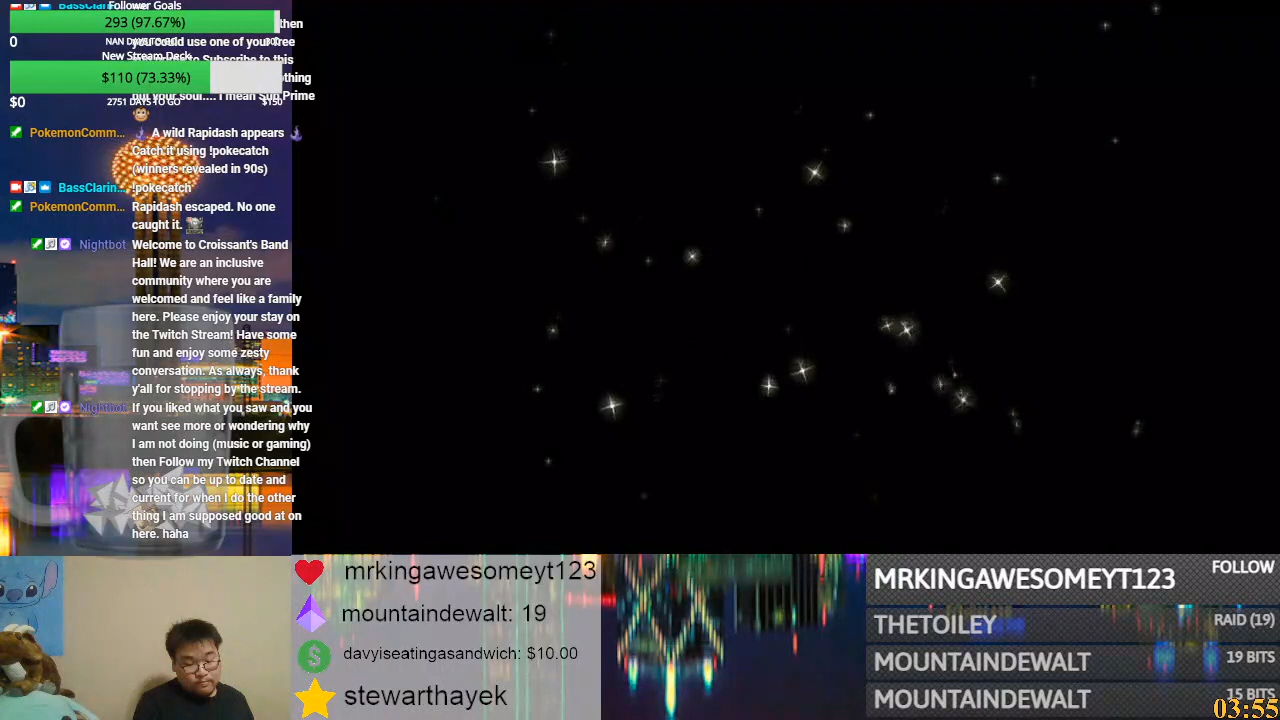 BassClarin...
Follower Goals
293 (97.67%)
then
0
NAN DAYS TO GO
you could use one of your free
New Stream Deck
to Subscribe to this
$110 (73.33%)
thing
but your soul.... I mean Sub Prime
$0
2751 DAYS TO GO
$150
PokemonComm... A wild Rapidash appears
Catch it using !pokecatch
(winners revealed in 90s)
BassClarin... !pokecatch
PokemonComm... Rapidash escaped. No one
caught it.
Nightbot Welcome to Croissant's Band
Hall! We are an inclusive
community where you are
welcomed and feel like a family
here. Please enjoy your stay on
the Twitch Stream! Have some
fun and enjoy some zesty
conversation. As always, thank
y'all for stopping by the stream.
Nightbot If you liked what you saw and you
want see more or wondering why
I am not doing (music or gaming)
then Follow my Twitch Channel
so you can be up to date and
current for when I do the other
thing I am supposed good at on
here. haha
mrkingawesomeyt123
mountaindewalt: 19
davyiseatingasandwich: $10.00
stewarthayek
MRKINGAWESOMEYT123 FOLLOW
THETOILEY RAID (19)
MOUNTAINDEWALT 19 BITS
MOUNTAINDEWALT 15 BITS
03:55